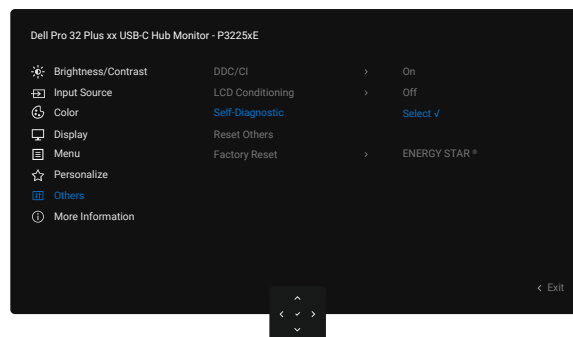 Dell Pro 32 Plus xx USB-C Hub Monitor - P3225xE
Brightness/Contrast DDC/CI > On
Input Source LCD Conditioning > Off
Color Self-Diagnostic Select √
Display Reset Others
Menu Factory Reset > ENERGY STAR ®
Personalize
Others
More Information
< Exit